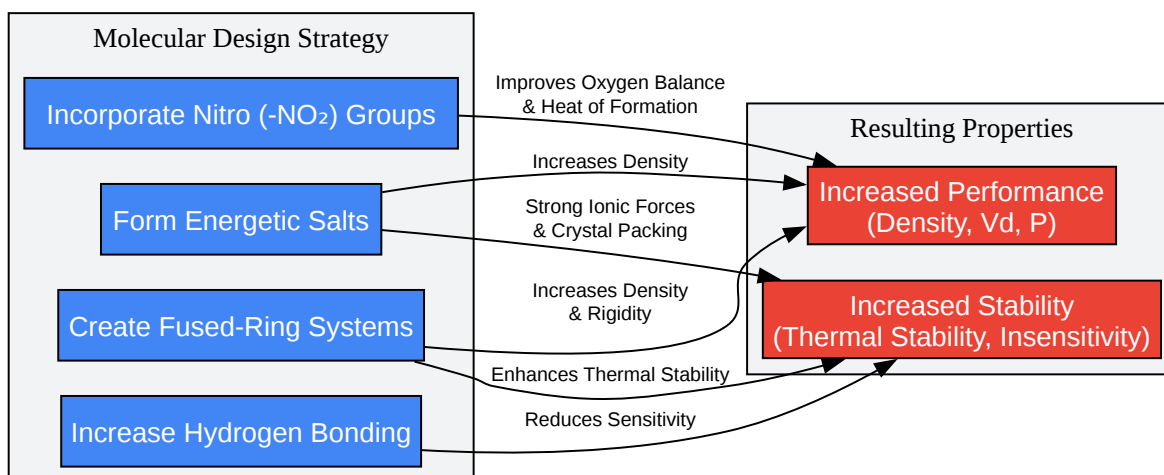 Molecular Design Strategy
Incorporate Nitro (-NO₂) Groups
Form Energetic Salts
Create Fused-Ring Systems
Increase Hydrogen Bonding
Improves Oxygen Balance
& Heat of Formation
Increases Density
Strong Ionic Forces
& Crystal Packing
Increases Density
& Rigidity
Enhances Thermal Stability
Reduces Sensitivity
Resulting Properties
Increased Performance
(Density, Vd, P)
Increased Stability
(Thermal Stability, Insensitivity)